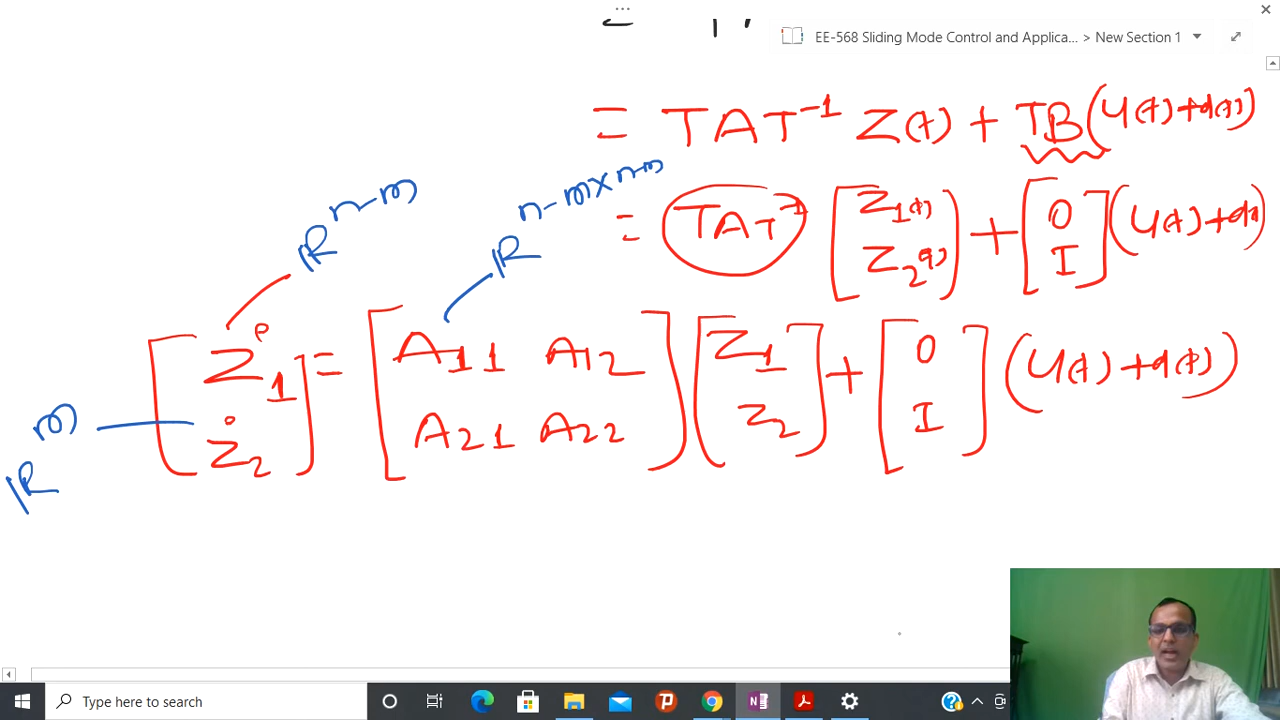 EE-568 Sliding Mode Control and Applica... > New Section 1
= TAT⁻¹ Z(t) + TB(U(t)+d(t))
= TAT⁻¹ [Z₁(t) Z₂(t)] + [0 I] (U(t)+d(t))
ℝⁿ⁻ᵐ
ℝⁿ⁻ᵐˣⁿ⁻ᵐ
[Ż₁ Ż₂] = [A₁₁ A₁₂ A₂₁ A₂₂] [Z₁ Z₂] + [0 I] (U(t)+d(t))
ℝᵐ
Type here to search